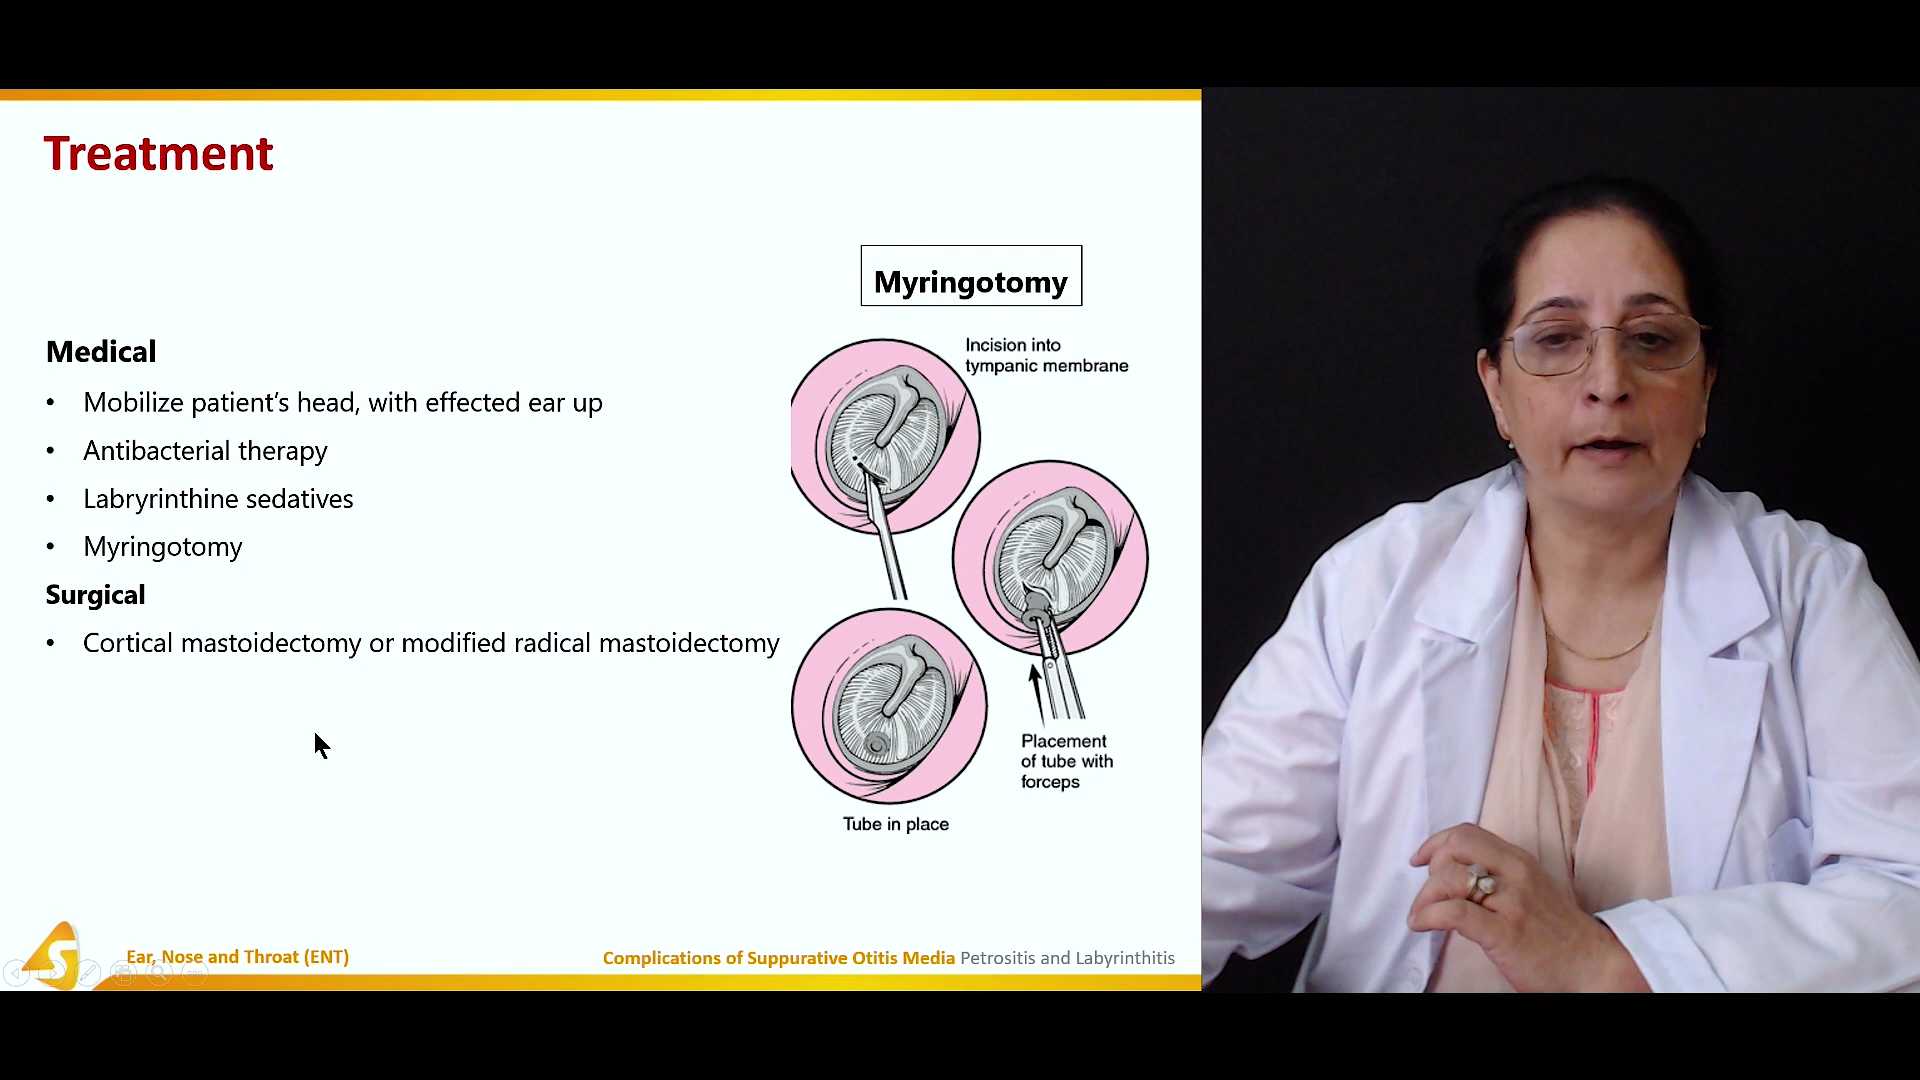 Treatment
Myringotomy
Incision into
tympanic membrane
Medical
• Mobilize patient's head, with effected ear up
• Antibacterial therapy
• Labryrinthine sedatives
• Myringotomy
Surgical
• Cortical mastoidectomy or modified radical mastoidectomy
Placement
of tube with
forceps
Tube in place
S
Ear, Nose and Throat (ENT)
Complications of Suppurative Otitis Media Petrositis and Labyrinthitis